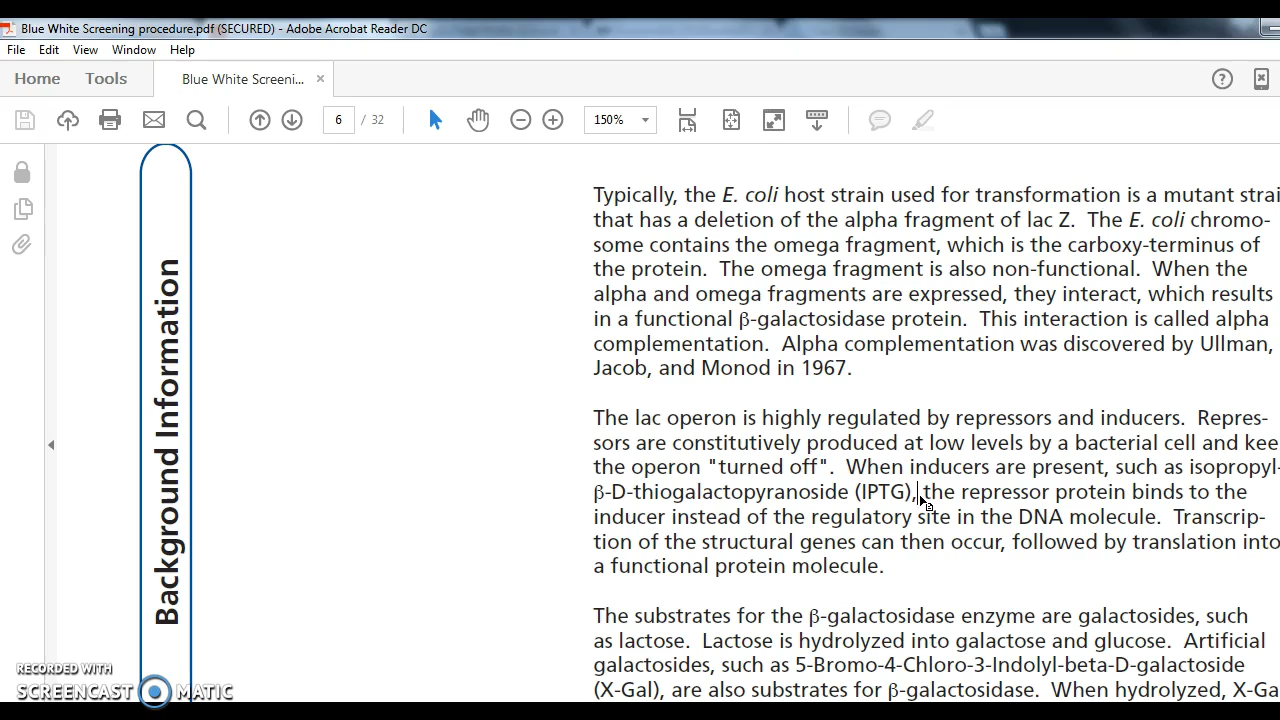 Blue White Screening procedure.pdf (SECURED) - Adobe Acrobat Reader DC
File Edit View Window Help
Home Tools Blue White Screeni... ×
6 / 32 150%
Background Information
Typically, the E. coli host strain used for transformation is a mutant strai
that has a deletion of the alpha fragment of lac Z. The E. coli chromo-
some contains the omega fragment, which is the carboxy-terminus of
the protein. The omega fragment is also non-functional. When the
alpha and omega fragments are expressed, they interact, which results
in a functional β-galactosidase protein. This interaction is called alpha
complementation. Alpha complementation was discovered by Ullman,
Jacob, and Monod in 1967.
The lac operon is highly regulated by repressors and inducers. Repres-
sors are constitutively produced at low levels by a bacterial cell and kee
the operon "turned off". When inducers are present, such as isopropyl-
β-D-thiogalactopyranoside (IPTG), the repressor protein binds to the
inducer instead of the regulatory site in the DNA molecule. Transcrip-
tion of the structural genes can then occur, followed by translation into
a functional protein molecule.
The substrates for the β-galactosidase enzyme are galactosides, such
as lactose. Lactose is hydrolyzed into galactose and glucose. Artificial
galactosides, such as 5-Bromo-4-Chloro-3-Indolyl-beta-D-galactoside
(X-Gal), are also substrates for β-galactosidase. When hydrolyzed, X-Ga
RECORDED WITH
SCREENCAST MATIC